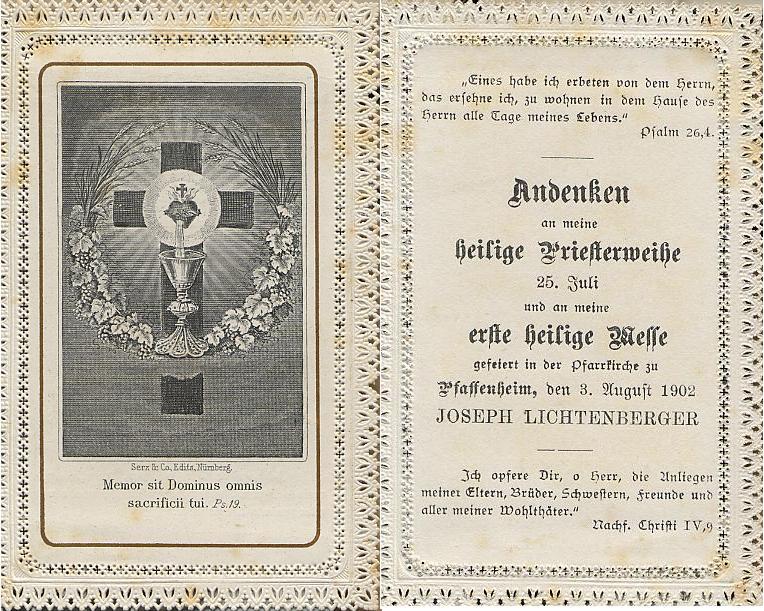 Serz & Co., Edits, Nürnberg.
Memor sit Dominus omnis
sacrificii tui. Ps. 19.
„Eines habe ich erbeten von dem Herrn,
das ersehne ich, zu wohnen in dem Hause des
Herrn alle Tage meines Lebens."
Psalm 26,4.
Andenken
an meine
heilige Priesterweihe
25. Juli
und an meine
erste heilige Messe
gefeiert in der Pfarrkirche zu
Pfaffenheim, den 3. August 1902
JOSEPH LICHTENBERGER
Ich opfere Dir, o Herr, die Anliegen
meiner Eltern, Brüder, Schwestern, Freunde und
aller meiner Wohlthäter."
Nachf. Christi IV,9